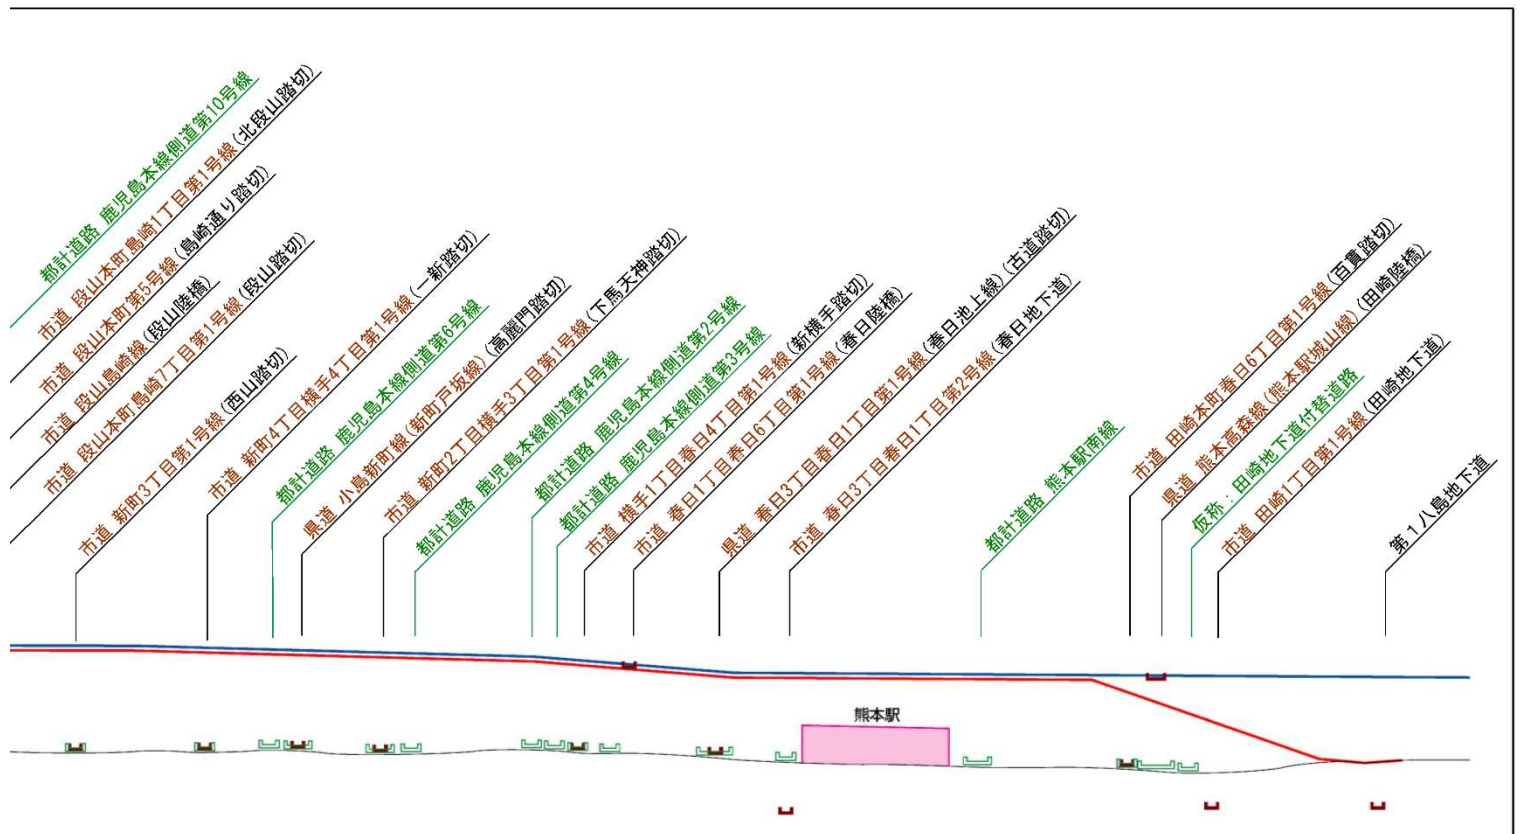 都計道路 鹿児島本線側道第10号線
市道 段山本町島崎1丁目第1号線(北段山踏切)
市道 段山本町第5号線(島崎通り踏切)
市道 段山島崎線(段山陸橋)
市道 段山本町島崎7丁目第1号線(段山踏切)
市道 新町3丁目第1号線(西山踏切)
市道 新町4丁目横手4丁目第1号線(一新踏切)
都計道路 鹿児島本線側道第6号線
県道 小島新町線(新町戸坂線)(高麗門踏切)
市道 新町2丁目横手3丁目第1号線(下馬天神踏切)
都計道路 鹿児島本線側道第4号線
都計道路 鹿児島本線側道第2号線
都計道路 鹿児島本線側道第3号線
市道 横手1丁目春日4丁目第1号線(新横手踏切)
市道 春日1丁目春日6丁目第1号線(春日陸橋)
県道 春日3丁目春日1丁目第1号線(春日池上線)(古道踏切)
市道 春日3丁目春日1丁目第2号線(春日地下道)
都計道路 熊本駅南線
市道 田崎本町春日6丁目第1号線(百貫踏切)
県道 熊本高森線(熊本駅城山線)(田崎陸橋)
仮称：田崎地下道付替道路
市道 田崎1丁目第1号線(田崎地下道)
第1八島地下道
熊本駅